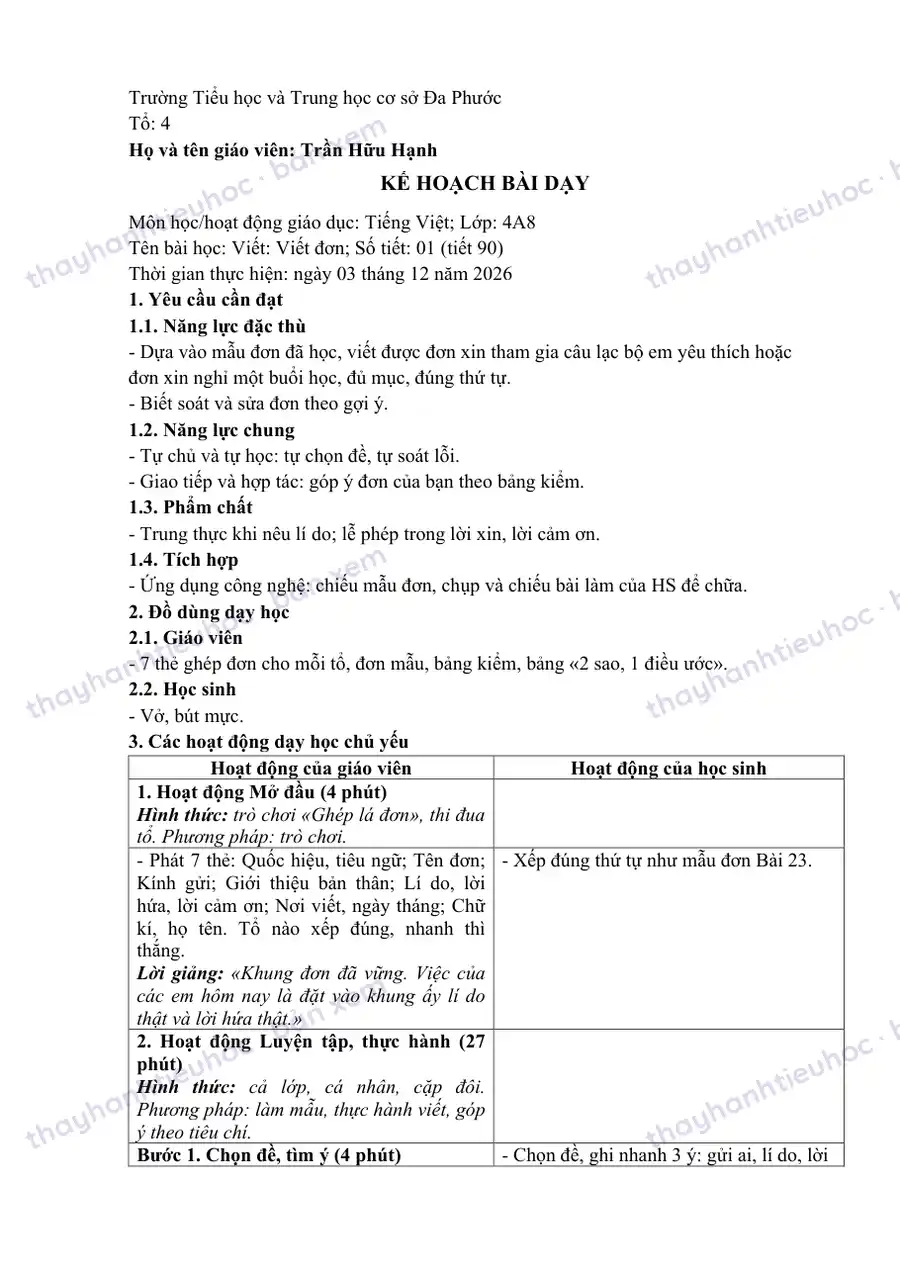 Trường Tiểu học và Trung học cơ sở Đa Phước
Tổ: 4
Họ và tên giáo viên: Trần Hữu Hạnh
KẾ HOẠCH BÀI DẠY
Môn học/hoạt động giáo dục: Tiếng Việt; Lớp: 4A8
Tên bài học: Viết: Viết đơn; Số tiết: 01 (tiết 90)
Thời gian thực hiện: ngày 03 tháng 12 năm 2026
1. Yêu cầu cần đạt
1.1. Năng lực đặc thù
- Dựa vào mẫu đơn đã học, viết được đơn xin tham gia câu lạc bộ em yêu thích hoặc
đơn xin nghỉ một buổi học, đủ mục, đúng thứ tự.
- Biết soát và sửa đơn theo gợi ý.
1.2. Năng lực chung
- Tự chủ và tự học: tự chọn đề, tự soát lỗi.
- Giao tiếp và hợp tác: góp ý đơn của bạn theo bảng kiểm.
1.3. Phẩm chất
- Trung thực khi nêu lí do; lễ phép trong lời xin, lời cảm ơn.
1.4. Tích hợp
- Ứng dụng công nghệ: chiếu mẫu đơn, chụp và chiếu bài làm của HS để chữa.
2. Đồ dùng dạy học
2.1. Giáo viên
- 7 thẻ ghép đơn cho mỗi tổ, đơn mẫu, bảng kiểm, bảng «2 sao, 1 điều ước».
2.2. Học sinh
- Vở, bút mực.
3. Các hoạt động dạy học chủ yếu
Hoạt động của giáo viên
Hoạt động của học sinh
1. Hoạt động Mở đầu (4 phút)
Hình thức: trò chơi «Ghép lá đơn», thi đua
tổ. Phương pháp: trò chơi.
- Phát 7 thẻ: Quốc hiệu, tiêu ngữ; Tên đơn;
Kính gửi; Giới thiệu bản thân; Lí do, lời
hứa, lời cảm ơn; Nơi viết, ngày tháng; Chữ
kí, họ tên. Tổ nào xếp đúng, nhanh thì
thắng.
Lời giảng: «Khung đơn đã vững. Việc của
các em hôm nay là đặt vào khung ấy lí do
thật và lời hứa thật.»
- Xếp đúng thứ tự như mẫu đơn Bài 23.
2. Hoạt động Luyện tập, thực hành (27
phút)
Hình thức: cả lớp, cá nhân, cặp đôi.
Phương pháp: làm mẫu, thực hành viết, góp
ý theo tiêu chí.
Bước 1. Chọn đề, tìm ý (4 phút)
- Chọn đề, ghi nhanh 3 ý: gửi ai, lí do, lời
thayhanhtieuhoc · bản xem
thayhanhtieuhoc · b
thayhanhtieuhoc · bản xem
thayhanhtieuhoc · b
thayhanhtieuhoc · bản xem
thayhanhtieuhoc · b